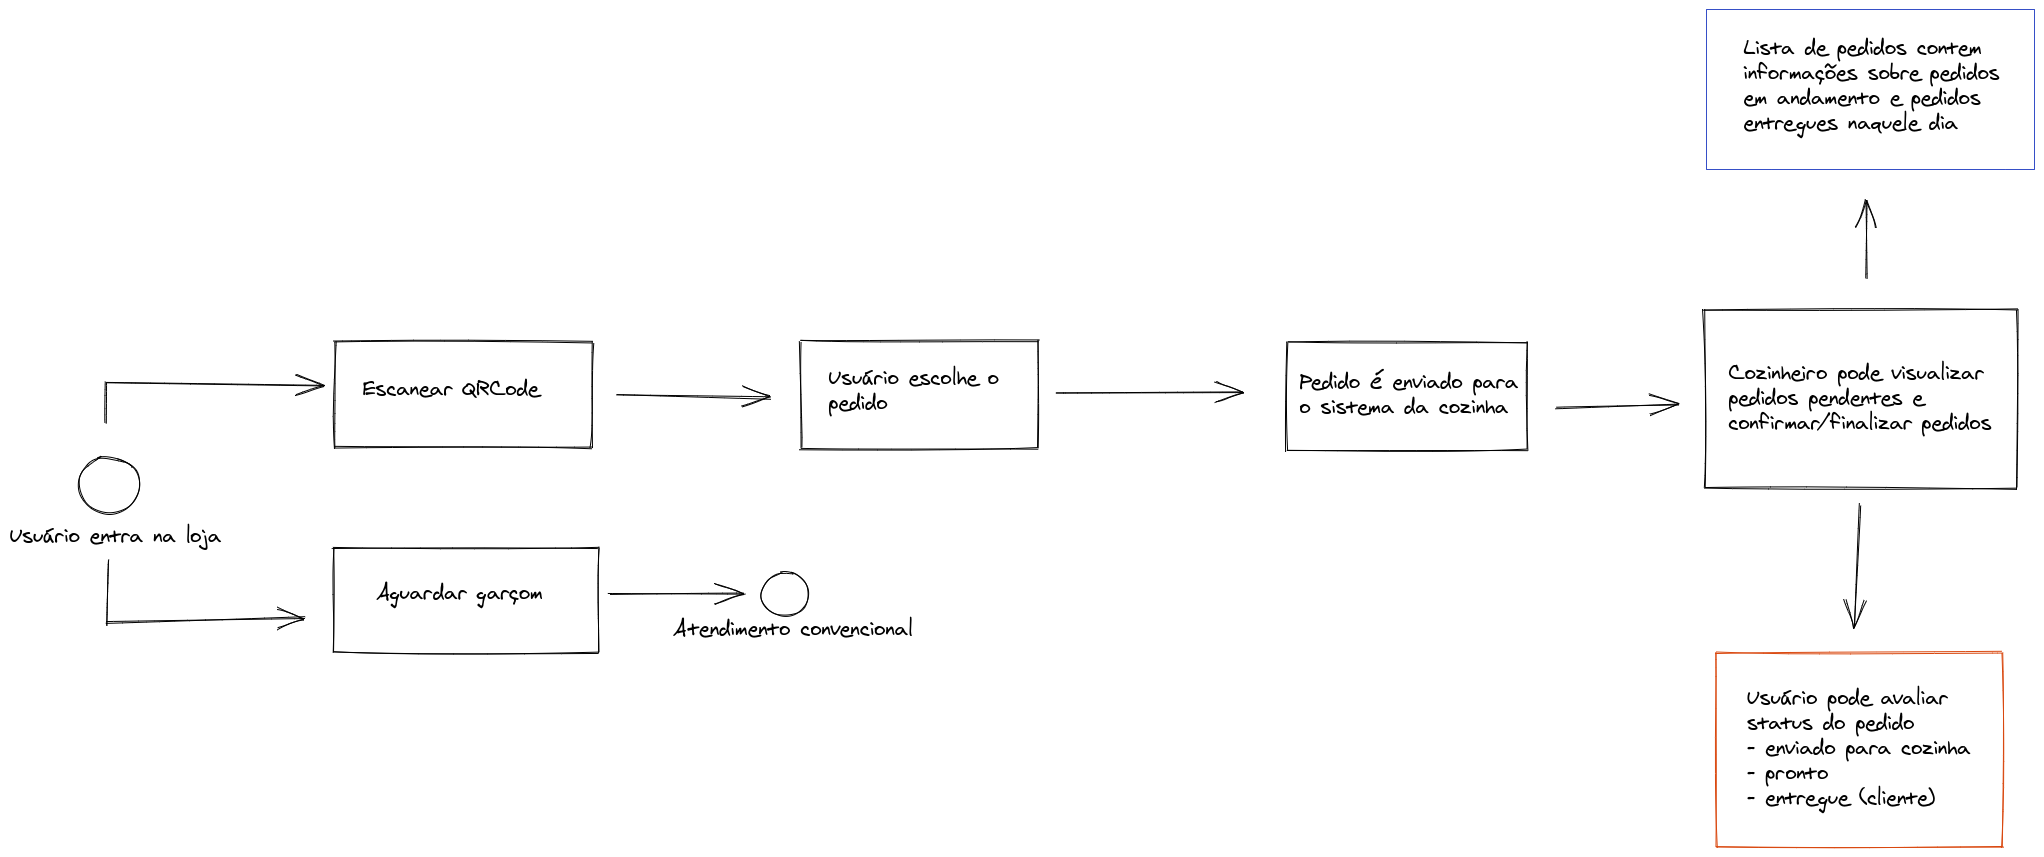 Lista de pedidos contem
informações sobre pedidos
em andamento e pedidos
entregues naquele dia
Escanear QRCode
Usuário escolhe o
pedido
Pedido é enviado para
o sistema da cozinha
Cozinheiro pode visualizar
pedidos pendentes e
confirmar/finalizar pedidos
Usuário entra na loja
Aguardar garçom
Atendimento convencional
Usuário pode avaliar
status do pedido
- enviado para cozinha
- pronto
- entregue (cliente)